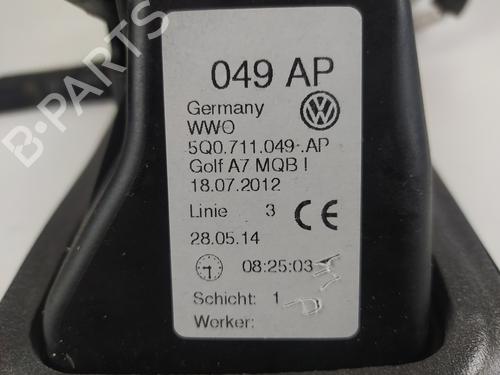 049 AP
Germany
WWO
5Q0.711.049-.AP
Golf A7 MQB I
18.07.2012
Linie 3 CE
28.05.14
08:25:03
Schicht: 1
Worker:
B-PARTS